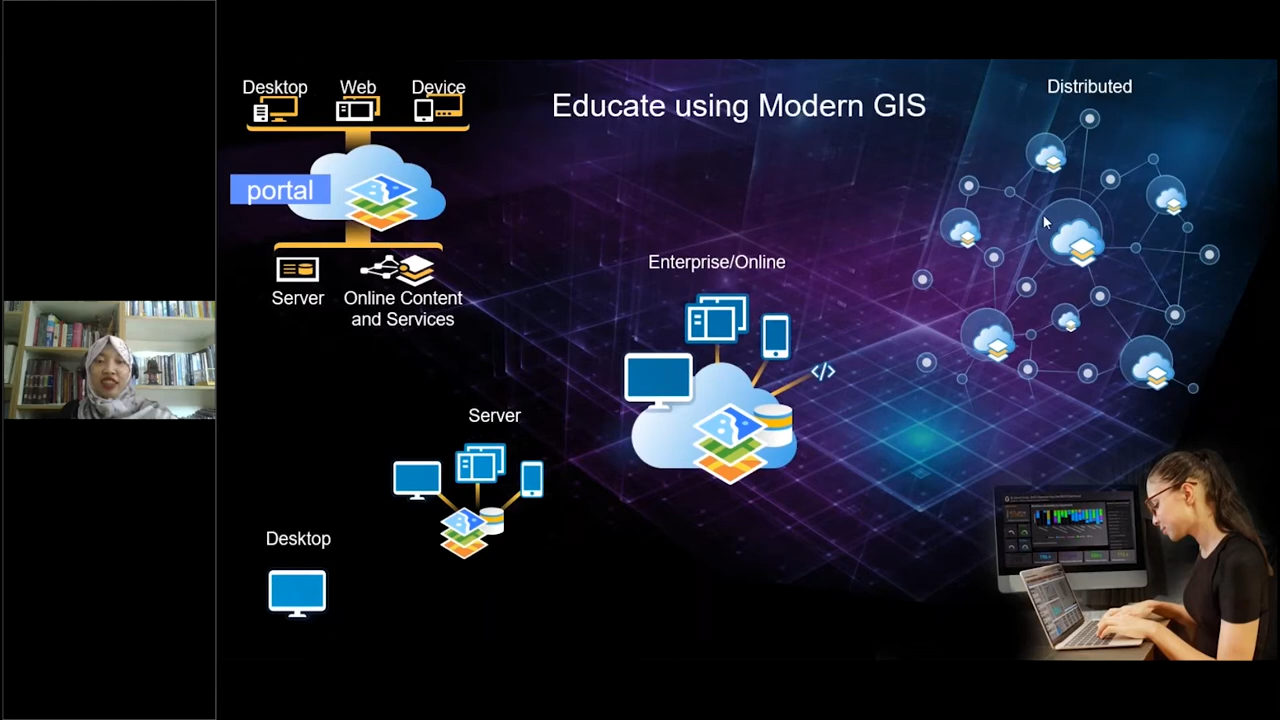 Desktop
Web
Device
Educate using Modern GIS
Distributed
portal
Enterprise/Online
Server
Online Content
and Services
Server
Desktop